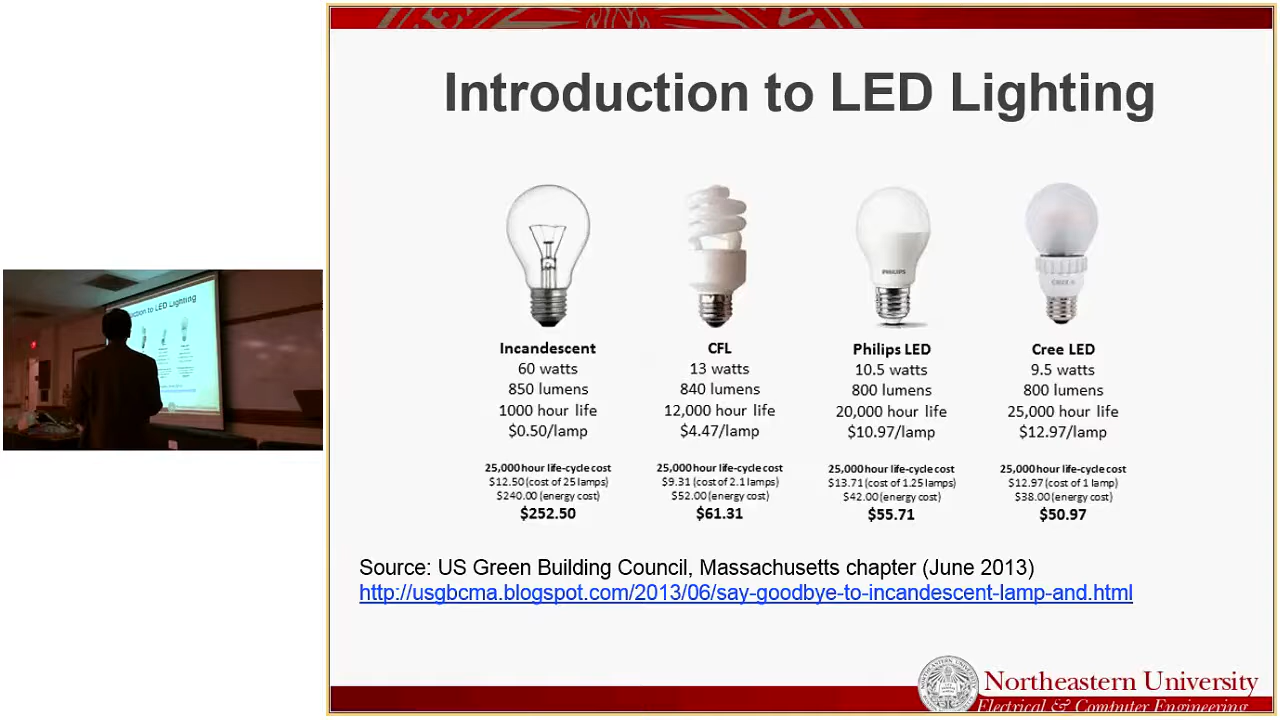 Introduction to LED Lighting
PHILIPS
Incandescent
60 watts
850 lumens
1000 hour life
$0.50/lamp
25,000 hour life-cycle cost
$12.50 (cost of 25 lamps)
$240.00 (energy cost)
$252.50
CFL
13 watts
840 lumens
12,000 hour life
$4.47/lamp
25,000 hour life-cycle cost
$9.31 (cost of 2.1 lamps)
$52.00 (energy cost)
$61.31
Philips LED
10.5 watts
800 lumens
20,000 hour life
$10.97/lamp
25,000 hour life-cycle cost
$13.71 (cost of 1.25 lamps)
$42.00 (energy cost)
$55.71
Cree LED
9.5 watts
800 lumens
25,000 hour life
$12.97/lamp
25,000 hour life-cycle cost
$12.97 (cost of 1 lamp)
$38.00 (energy cost)
$50.97
Source: US Green Building Council, Massachusetts chapter (June 2013)
http://usgbcma.blogspot.com/2013/06/say-goodbye-to-incandescent-lamp-and.html
Northeastern University
Electrical & Computer Engineering